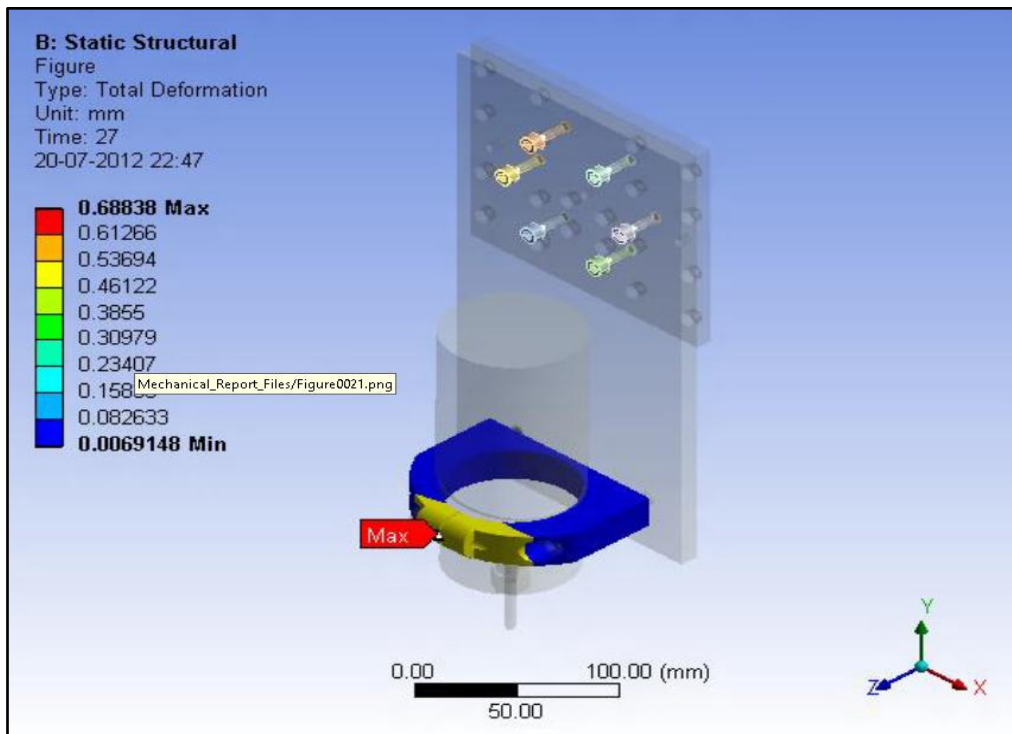 B: Static Structural
Figure
Type: Total Deformation
Unit: mm
Time: 27
20-07-2012 22:47
0.68838 Max
0.61266
0.53694
0.46122
0.3855
0.30979
0.23407
Mechanical_Report_Files/Figure0021.png
0.082633
0.0069148 Min
Max
0.00 100.00 (mm)
50.00
Y
Z X